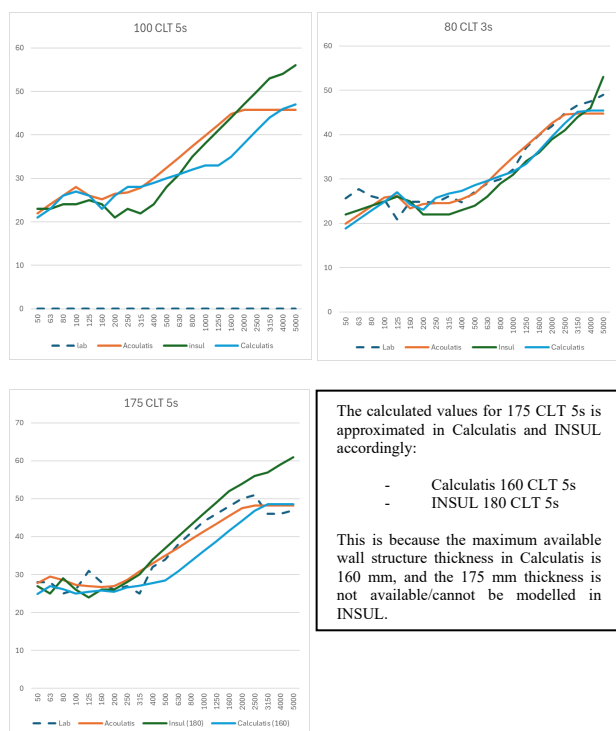 100 CLT 5s
60
50
40
30
20
10
0
50 63 80 100 125 160 200 250 315 400 500 630 800 1000 1250 1600 2000 2500 3150 4000 5000
lab Acoulatis insul Calculatis
80 CLT 3s
60
50
40
30
20
10
0
50 63 80 100 125 160 200 250 315 400 500 630 800 1000 1250 1600 2000 2500 3150 4000 5000
Lab Acoulatis Insul Calculatis
175 CLT 5s
70
60
50
40
30
20
10
0
50 63 80 100 125 160 200 250 315 400 500 630 800 1000 1250 1600 2000 2500 3150 4000 5000
Lab Acoulatis Insul (180) Calculatis (160)
The calculated values for 175 CLT 5s is
approximated in Calculatis and INSUL
accordingly:
- Calculatis 160 CLT 5s
- INSUL 180 CLT 5s
This is because the maximum available
wall structure thickness in Calculatis is
160 mm, and the 175 mm thickness is
not available/cannot be modelled in
INSUL.